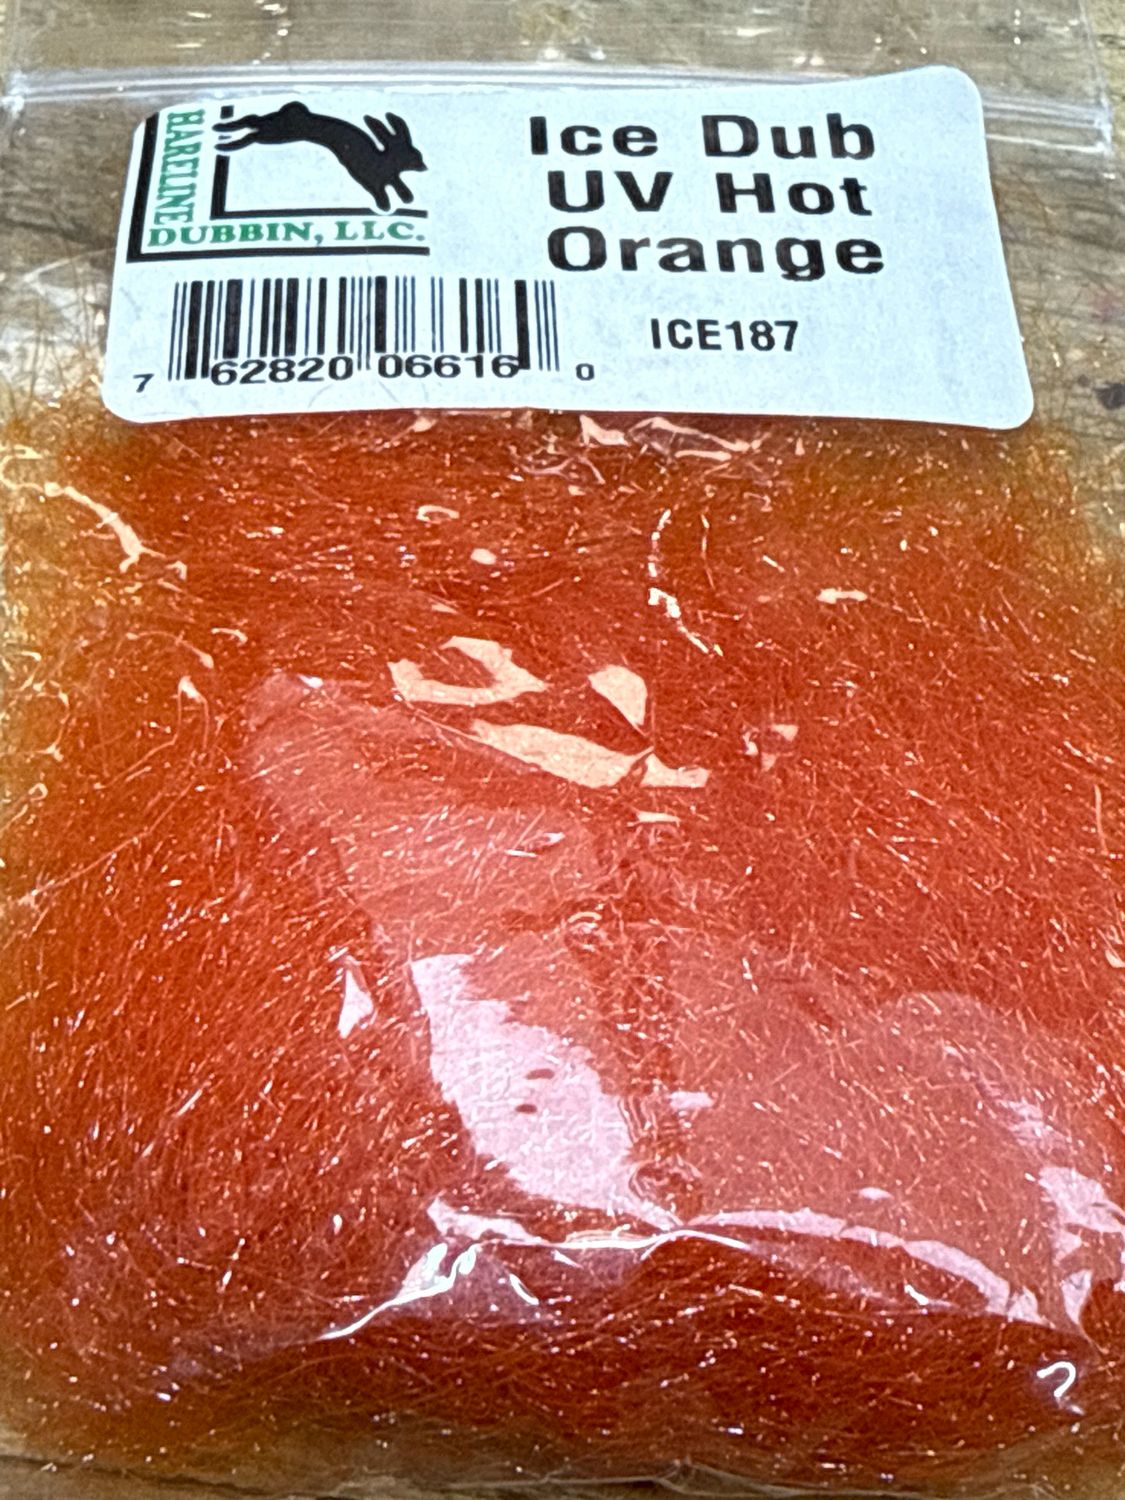 HARELINE
DUBBIN, LLC.
Ice Dub
UV Hot
Orange
ICE187
7 62820 06616 0